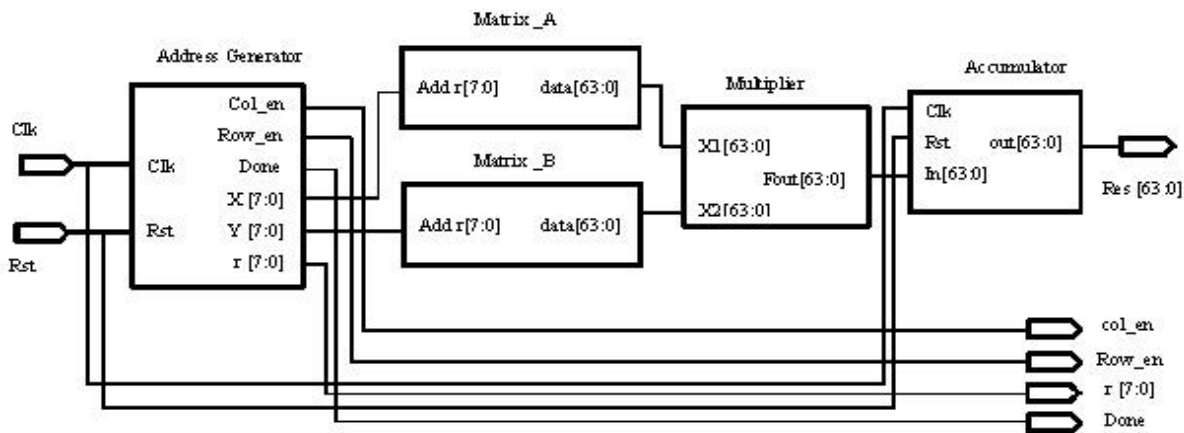 Matrix _A
Address Generator
Addr[7:0] data[63:0]
Multiplier
Accumulator
Clk
Col_en
Row_en
Done
Clk
X [7:0]
Y [7:0]
r [7:0]
Rst
Rst
Matrix _B
Addr[7:0] data[63:0]
X1[63:0]
Fout[63:0]
X2[63:0]
Clk
Rst out[63:0]
In[63:0]
Res [63:0]
col_en
Row_en
r [7:0]
Done